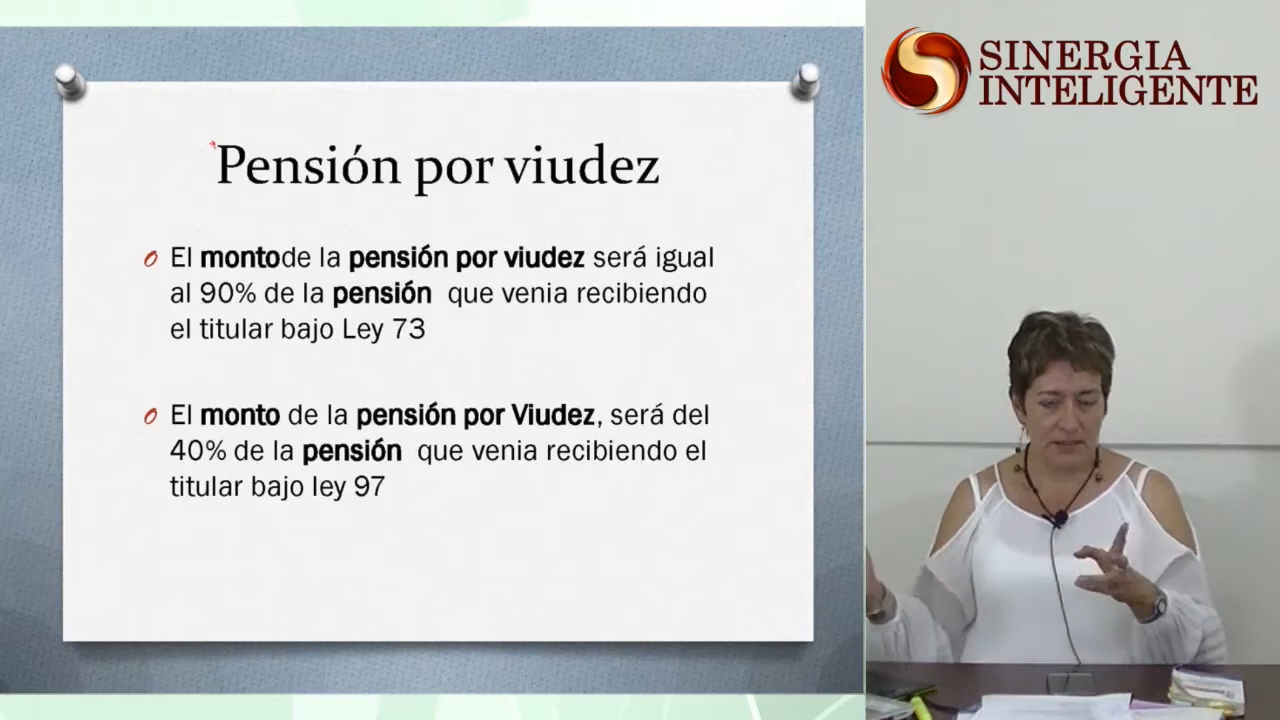 Pensión por viudez
El montode la pensión por viudez será igual
al 90% de la pensión que venia recibiendo
el titular bajo Ley 73
El monto de la pensión por Viudez, será del
40% de la pensión que venia recibiendo el
titular bajo ley 97
SINERGIA
INTELIGENTE